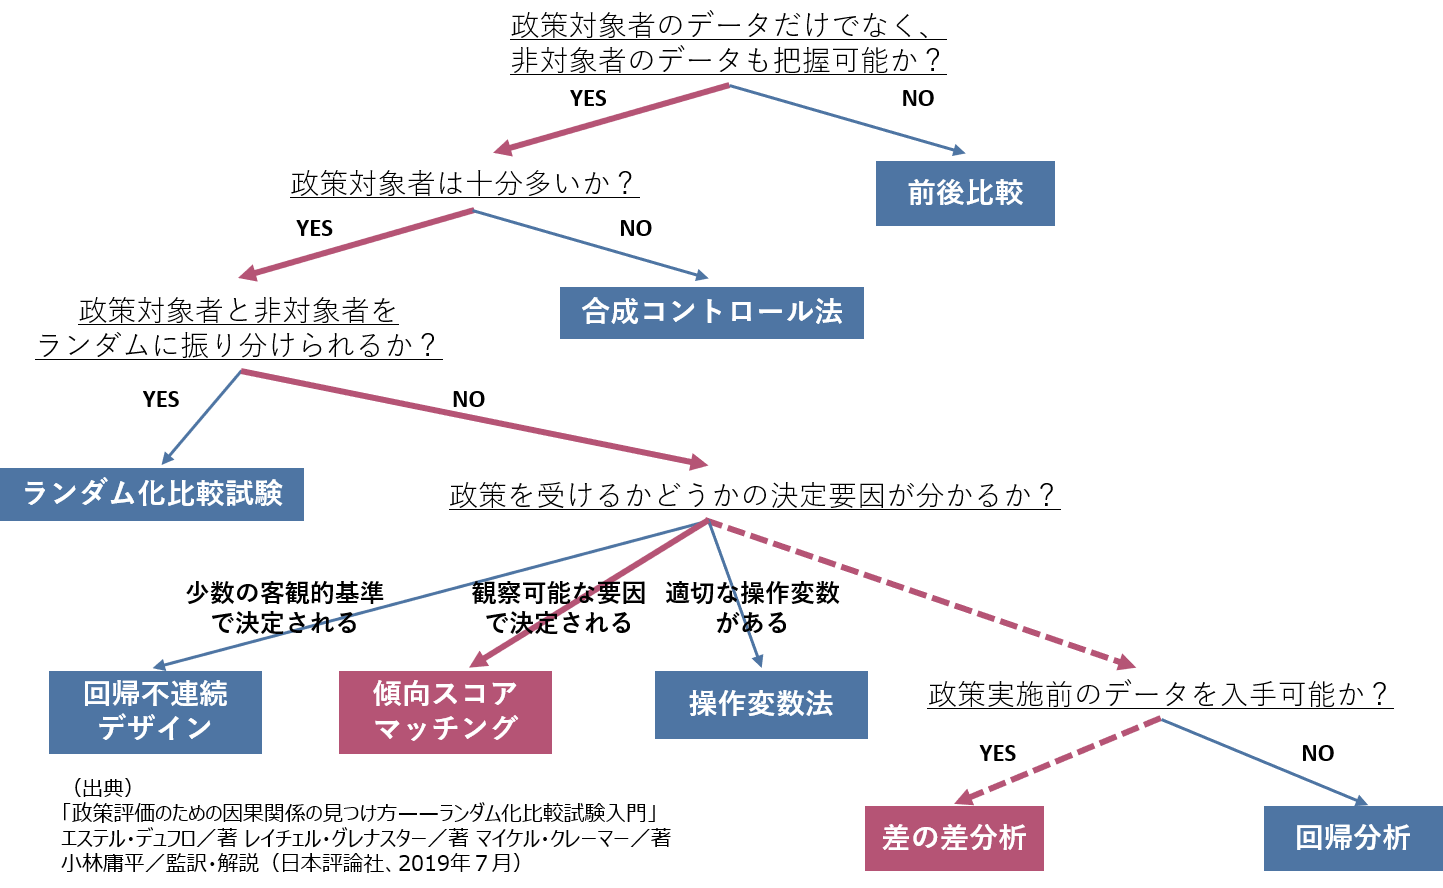 政策対象者のデータだけでなく、
非対象者のデータも把握可能か？
YES
NO
政策対象者は十分多いか？
前後比較
YES
NO
政策対象者と非対象者を
ランダムに振り分けられるか？
合成コントロール法
YES
NO
ランダム化比較試験
政策を受けるかどうかの決定要因が分かるか？
少数の客観的基準
で決定される
観察可能な要因
で決定される
適切な操作変数
がある
回帰不連続
デザイン
傾向スコア
マッチング
操作変数法
政策実施前のデータを入手可能か？
YES
NO
差の差分析
回帰分析
（出典）
「政策評価のための因果関係の見つけ方——ランダム化比較試験入門」
エステル・デュフロ／著 レイチェル・グレナスター／著 マイケル・クレーマー／著
小林庸平／監訳・解説（日本評論社、2019年７月）